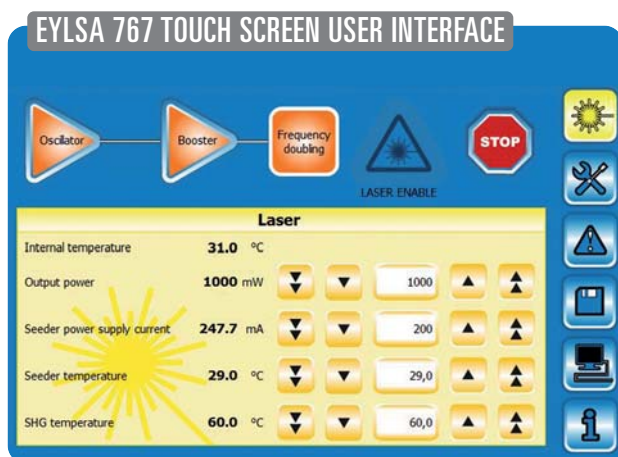 EYLSA 767 TOUCH SCREEN USER INTERFACE
Oscilator
Booster
Frequency
doubling
LASER ENABLE
STOP
Laser
Internal temperature 31.0 °C
Output power 1000 mW 1000
Seeder power supply current 247.7 mA 200
Seeder temperature 29.0 °C 29,0
SHG temperature 60.0 °C 60,0